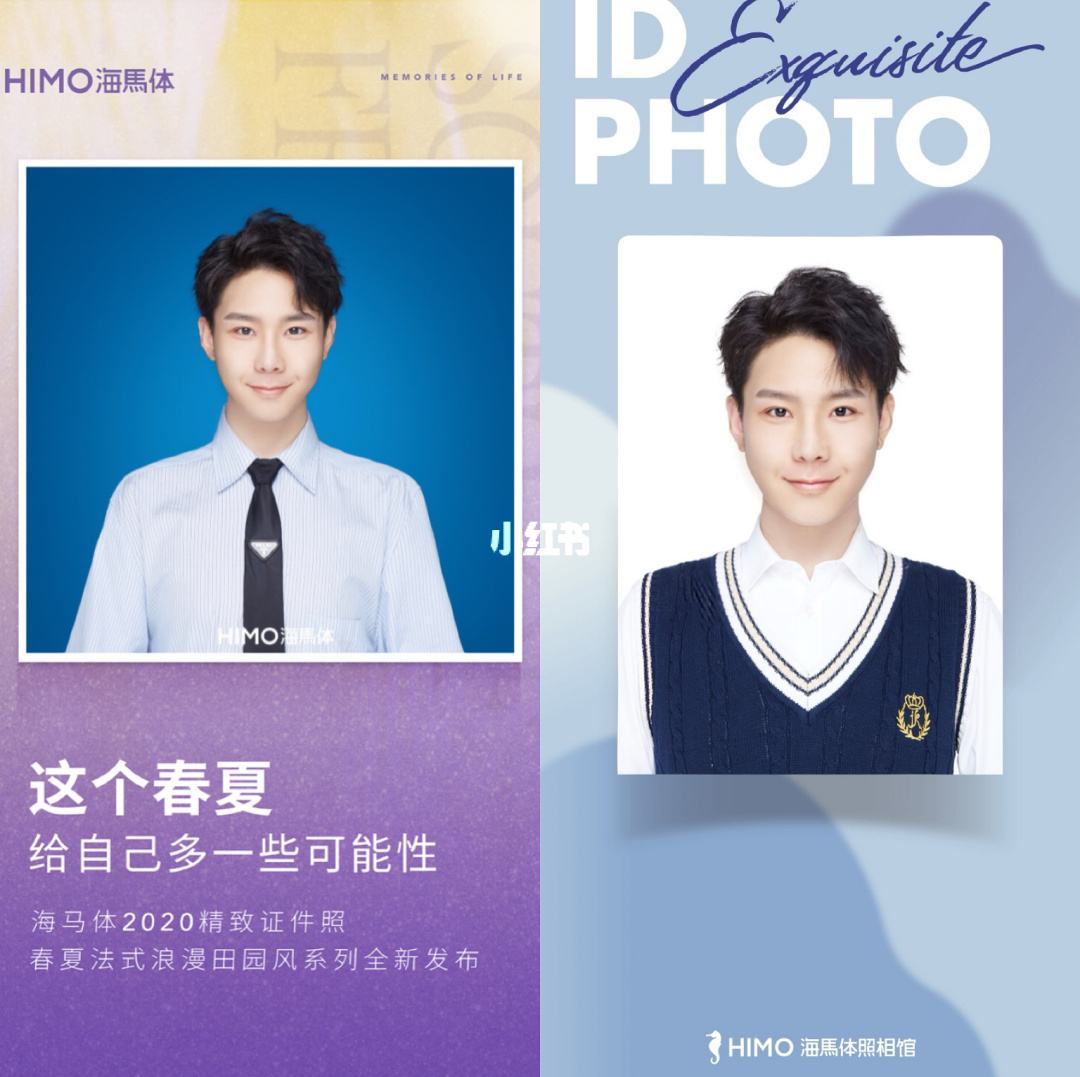 HIMO海馬体
MEMORIES OF LIFE
HIMO海馬体
这个春夏
给自己多一些可能性
海马体2020精致证件照
春夏法式浪漫田园风系列全新发布
小红书
ID Exquisite
PHOTO
HIMO 海馬体照相馆